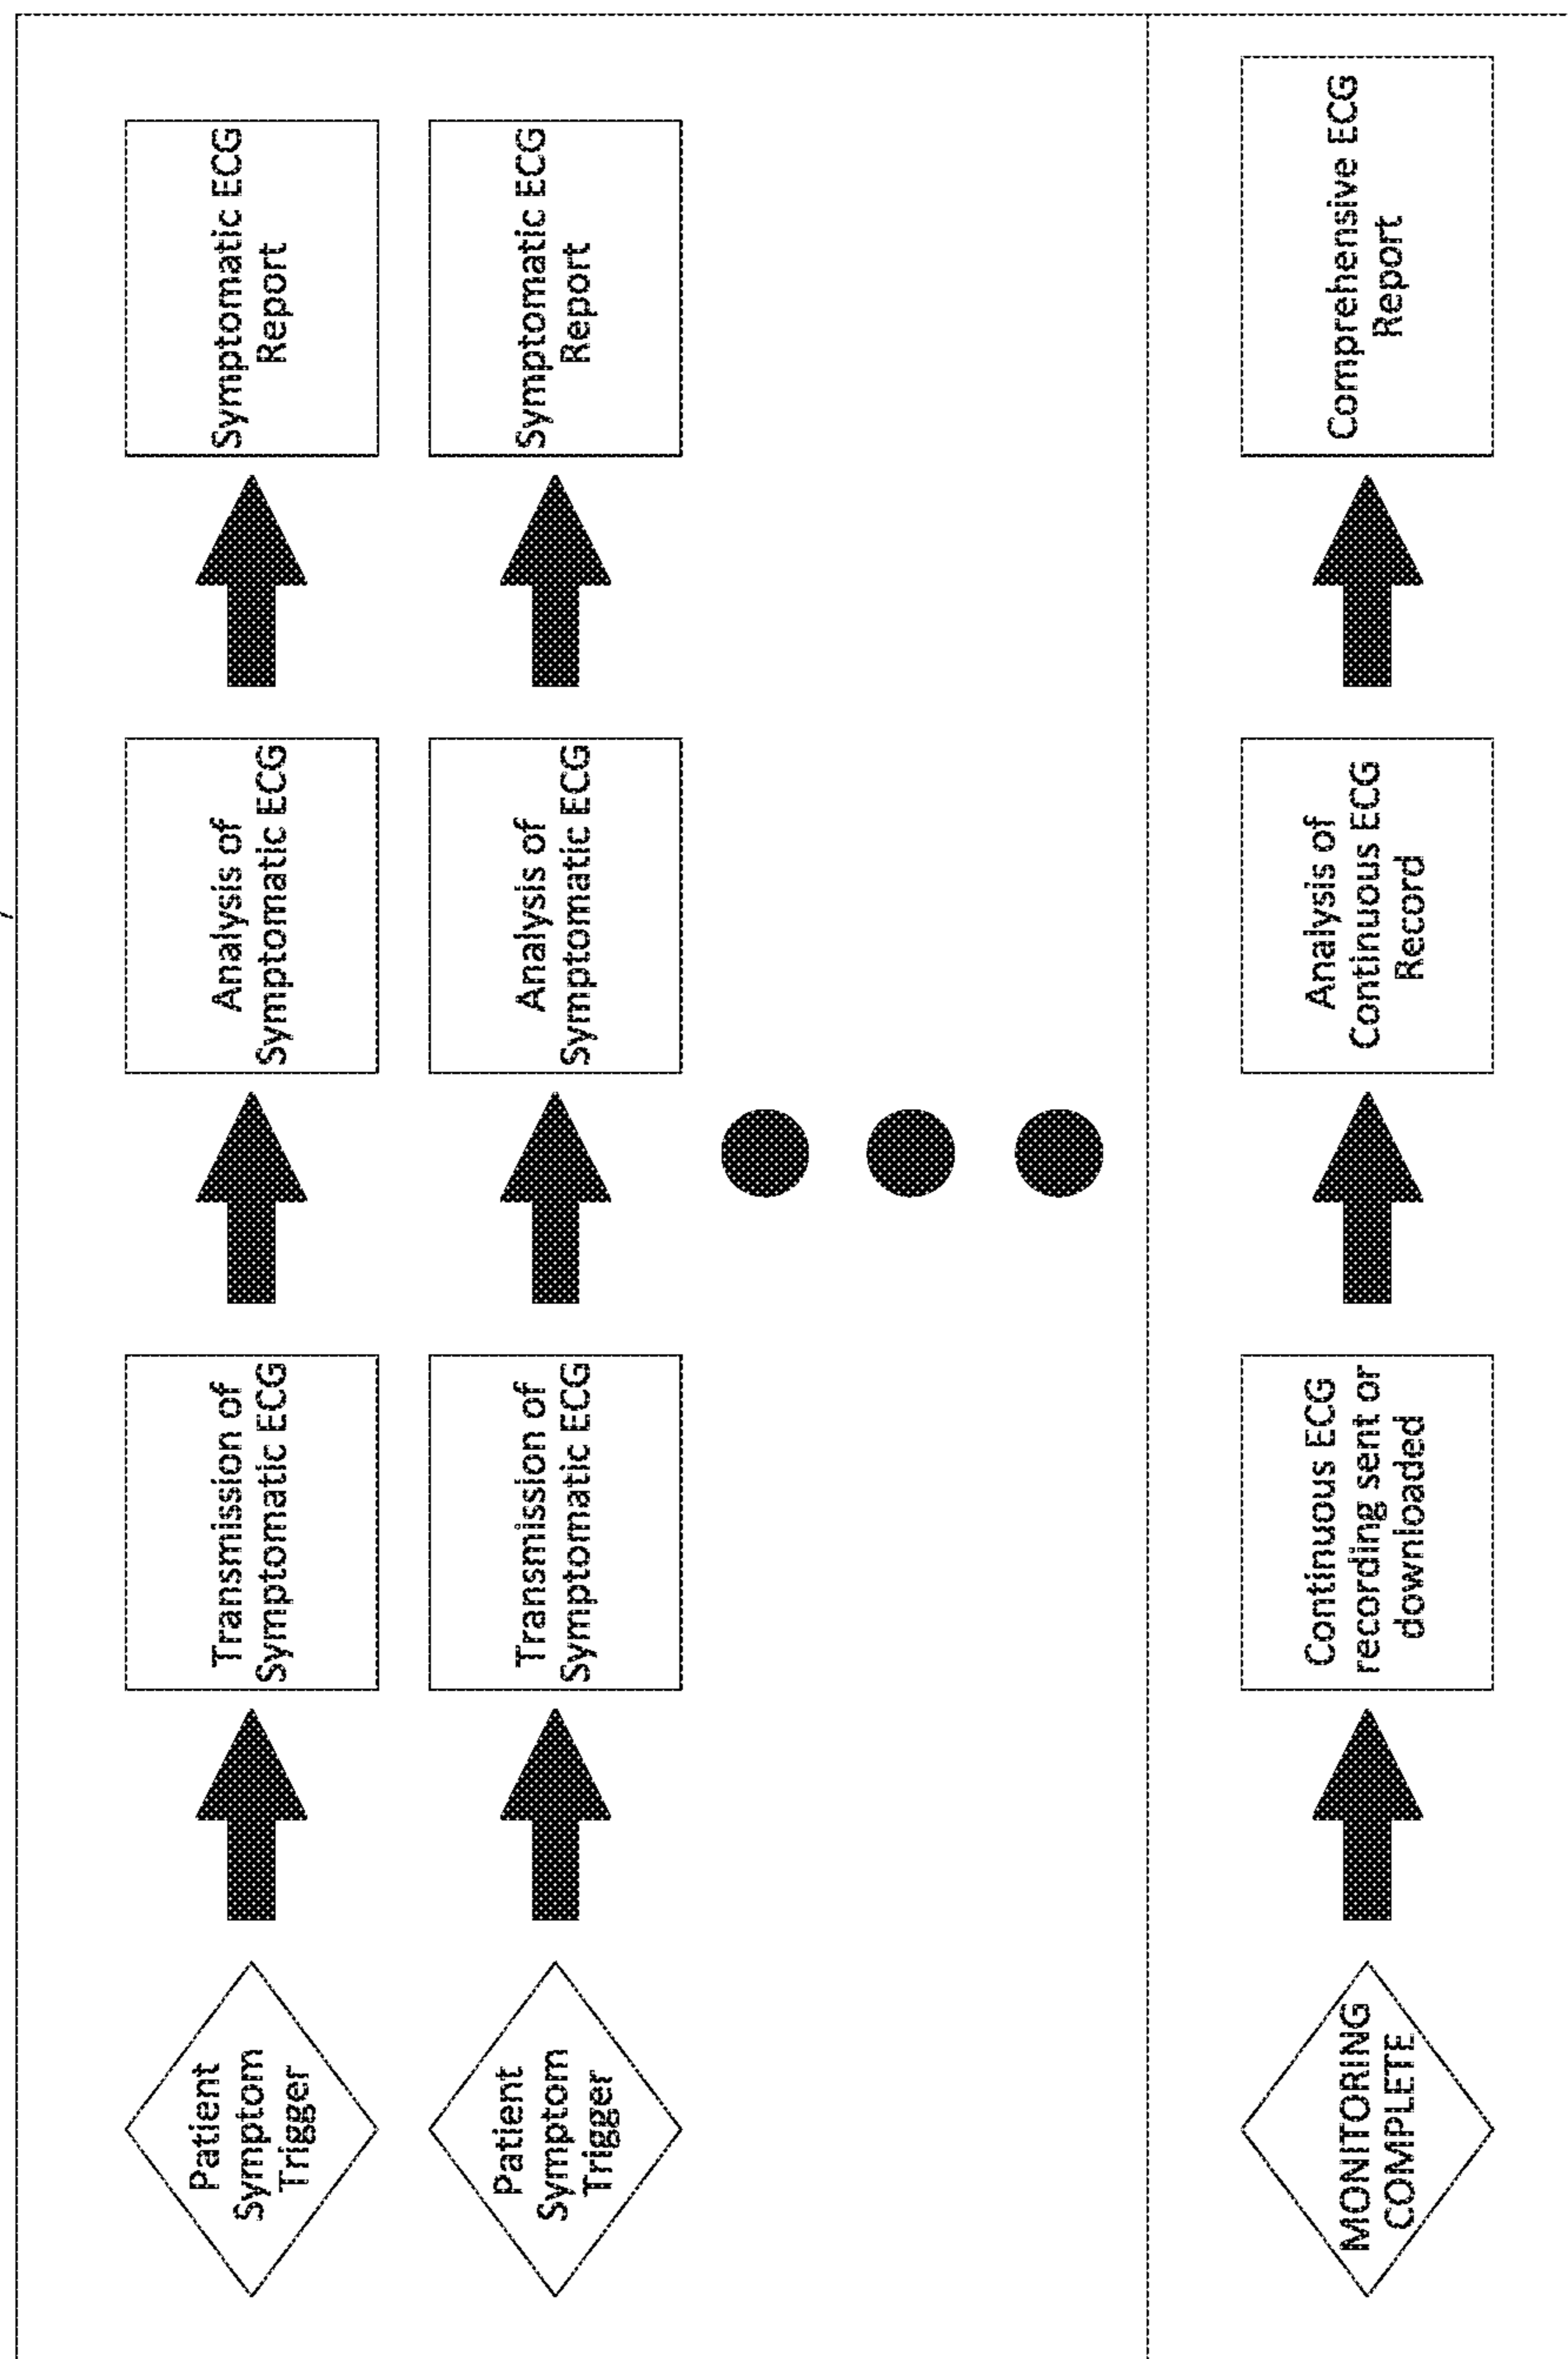 Patient
Symptom
Trigger
Transmission of
Symptomatic ECG
Analysis of
Symptomatic ECG
Symptomatic ECG
Report
Patient
Symptom
Trigger
Transmission of
Symptomatic ECG
Analysis of
Symptomatic ECG
Symptomatic ECG
Report
MONITORING
COMPLETE
Continuous ECG
recording sent or
downloaded
Analysis of
Continuous ECG
Record
Comprehensive ECG
Report